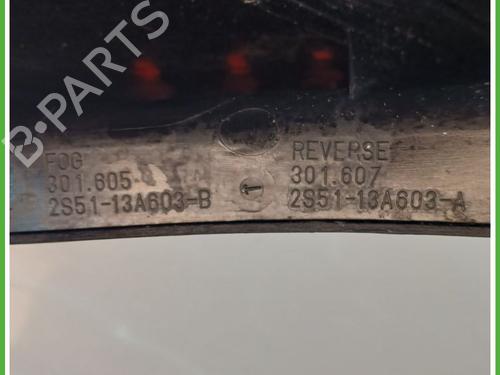 B-PARTS
FOG
301.605
2S51-13A603-B
REVERSE
301.607
2S51-13A603-A